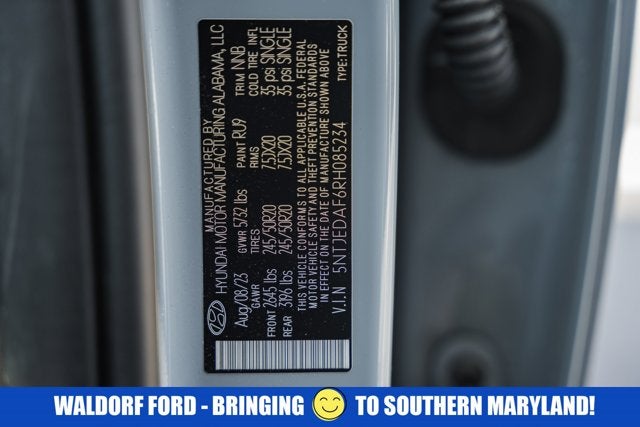 MANUFACTURED BY
HYUNDAI MOTOR MANUFACTURING ALABAMA, LLC
Aug/08/23 GVWR 5732 lbs PAINT RU9 TRIM NNB
GAWR TIRES RIMS COLD TIRE INFL
FRONT 2645 lbs 245/50R20 7.5JX20 35 psi SINGLE
REAR 3196 lbs 245/50R20 7.5JX20 35 psi SINGLE
THIS VEHICLE CONFORMS TO ALL APPLICABLE U.S.A. FEDERAL
MOTOR VEHICLE SAFETY AND THEFT PREVENTION STANDARDS
IN EFFECT ON THE DATE OF MANUFACTURE SHOWN ABOVE
V.I.N 5NTJEDAF6RH085234 TYPE:TRUCK
WALDORF FORD - BRINGING TO SOUTHERN MARYLAND!